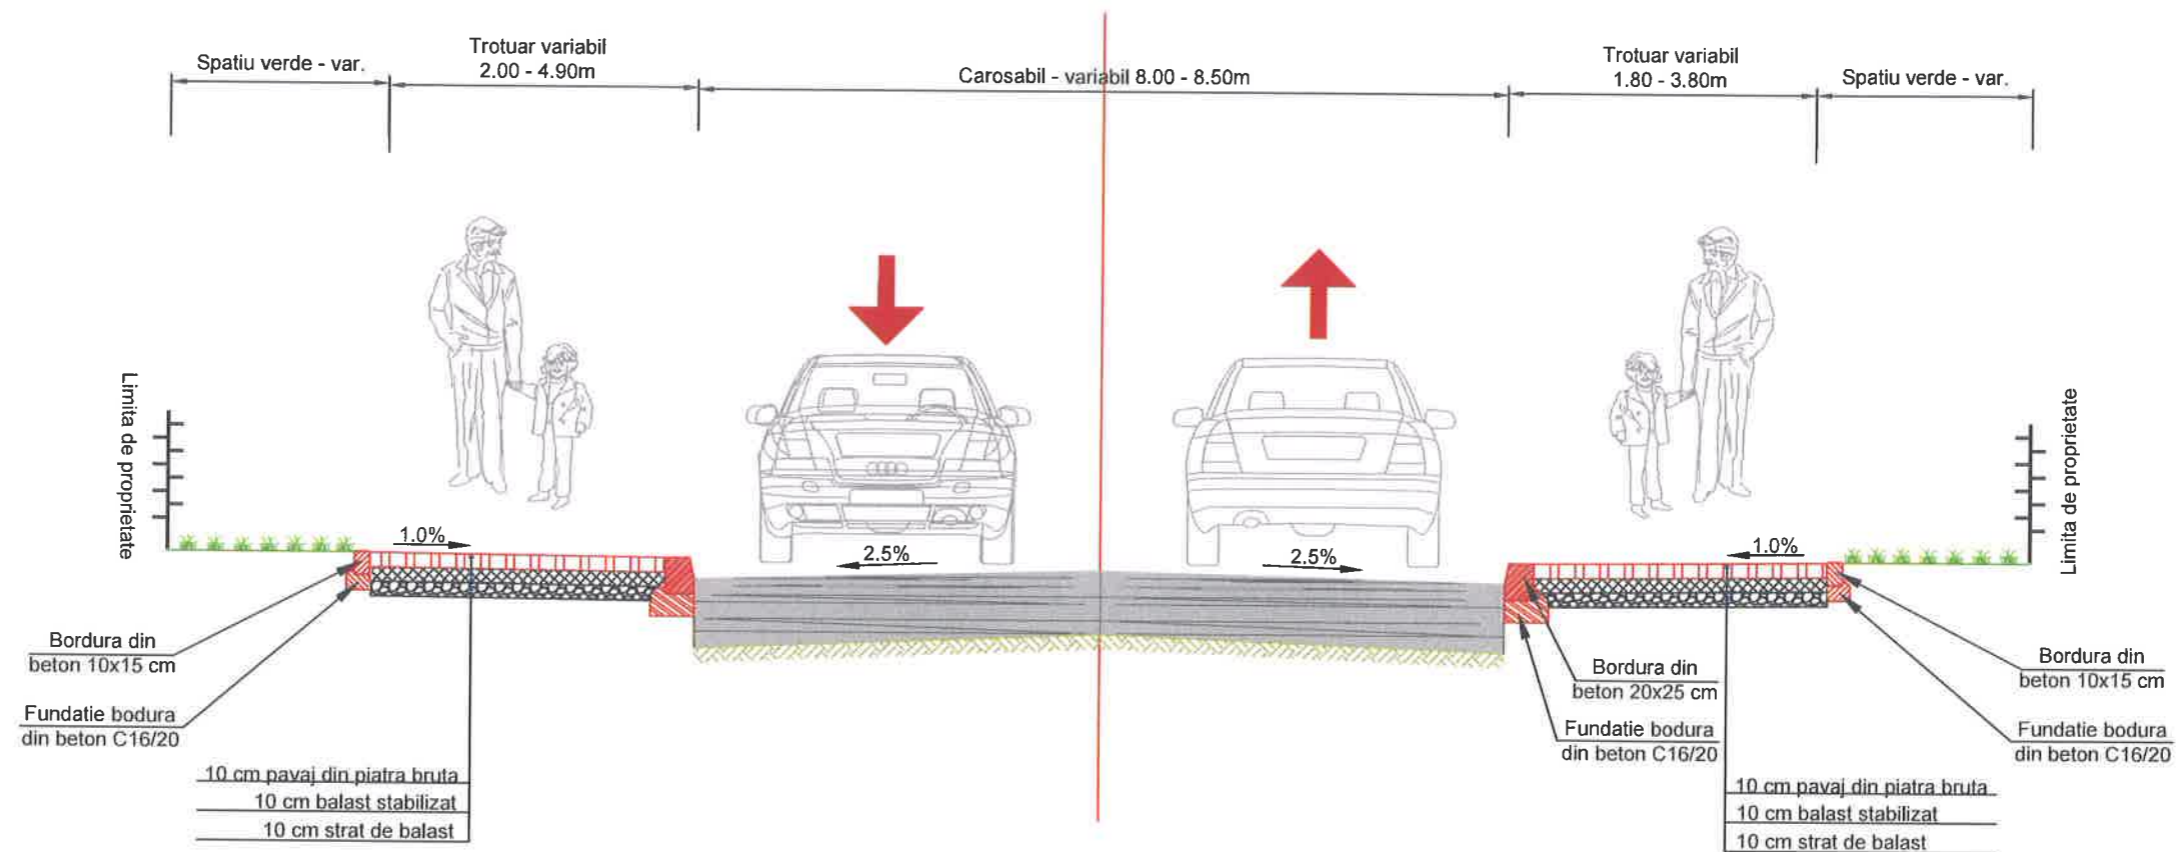 Spatiu verde - var.
Trotuar variabil
2.00 - 4.90m
Carosabil - variabil 8.00 - 8.50m
Trotuar variabil
1.80 - 3.80m
Spatiu verde - var.
Limita de proprietate
Limita de proprietate
1.0%
2.5%
2.5%
1.0%
Bordura din
beton 10x15 cm
Fundatie bodura
din beton C16/20
10 cm pavaj din piatra bruta
10 cm balast stabilizat
10 cm strat de balast
Bordura din
beton 20x25 cm
Fundatie bodura
din beton C16/20
Bordura din
beton 10x15 cm
Fundatie bodura
din beton C16/20
10 cm pavaj din piatra bruta
10 cm balast stabilizat
10 cm strat de balast